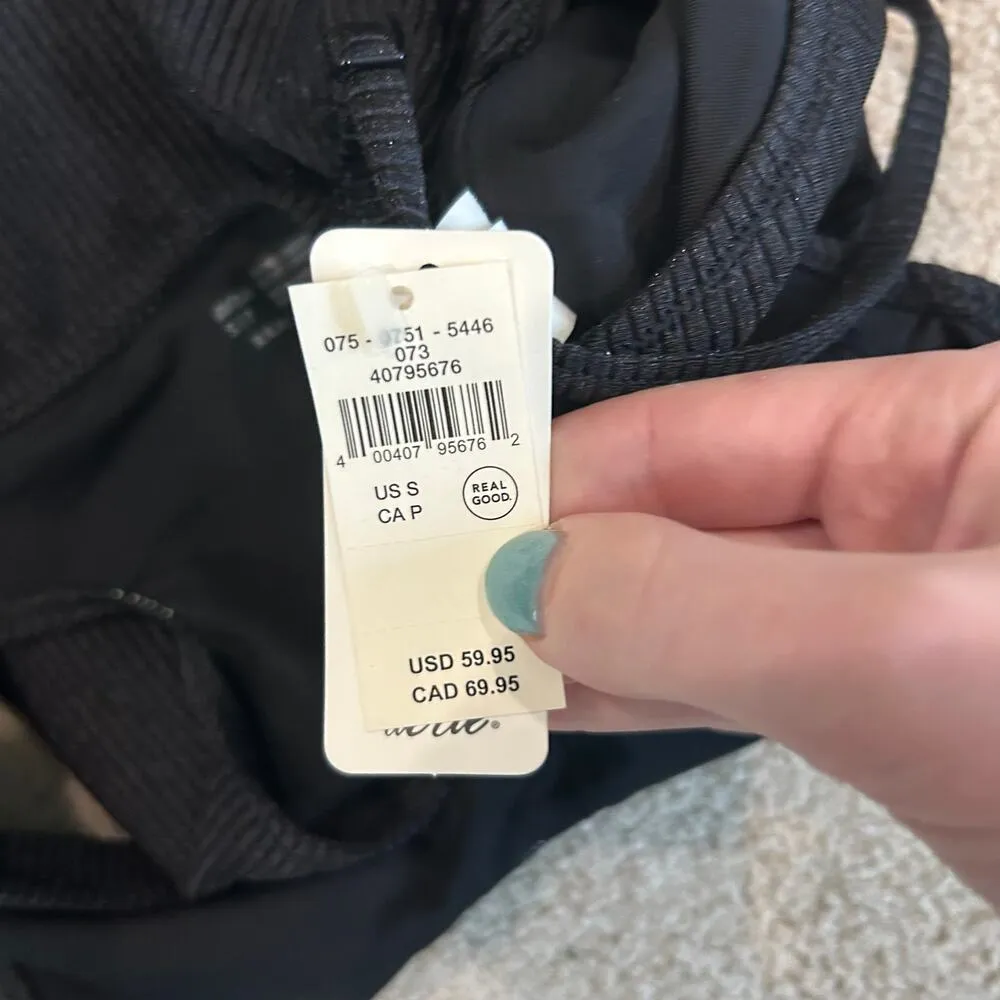 075 - 0751 - 5446
073
40795676
4 00407 95676 2
US S
CA P
REAL
GOOD.
USD 59.95
CAD 69.95
aerie®